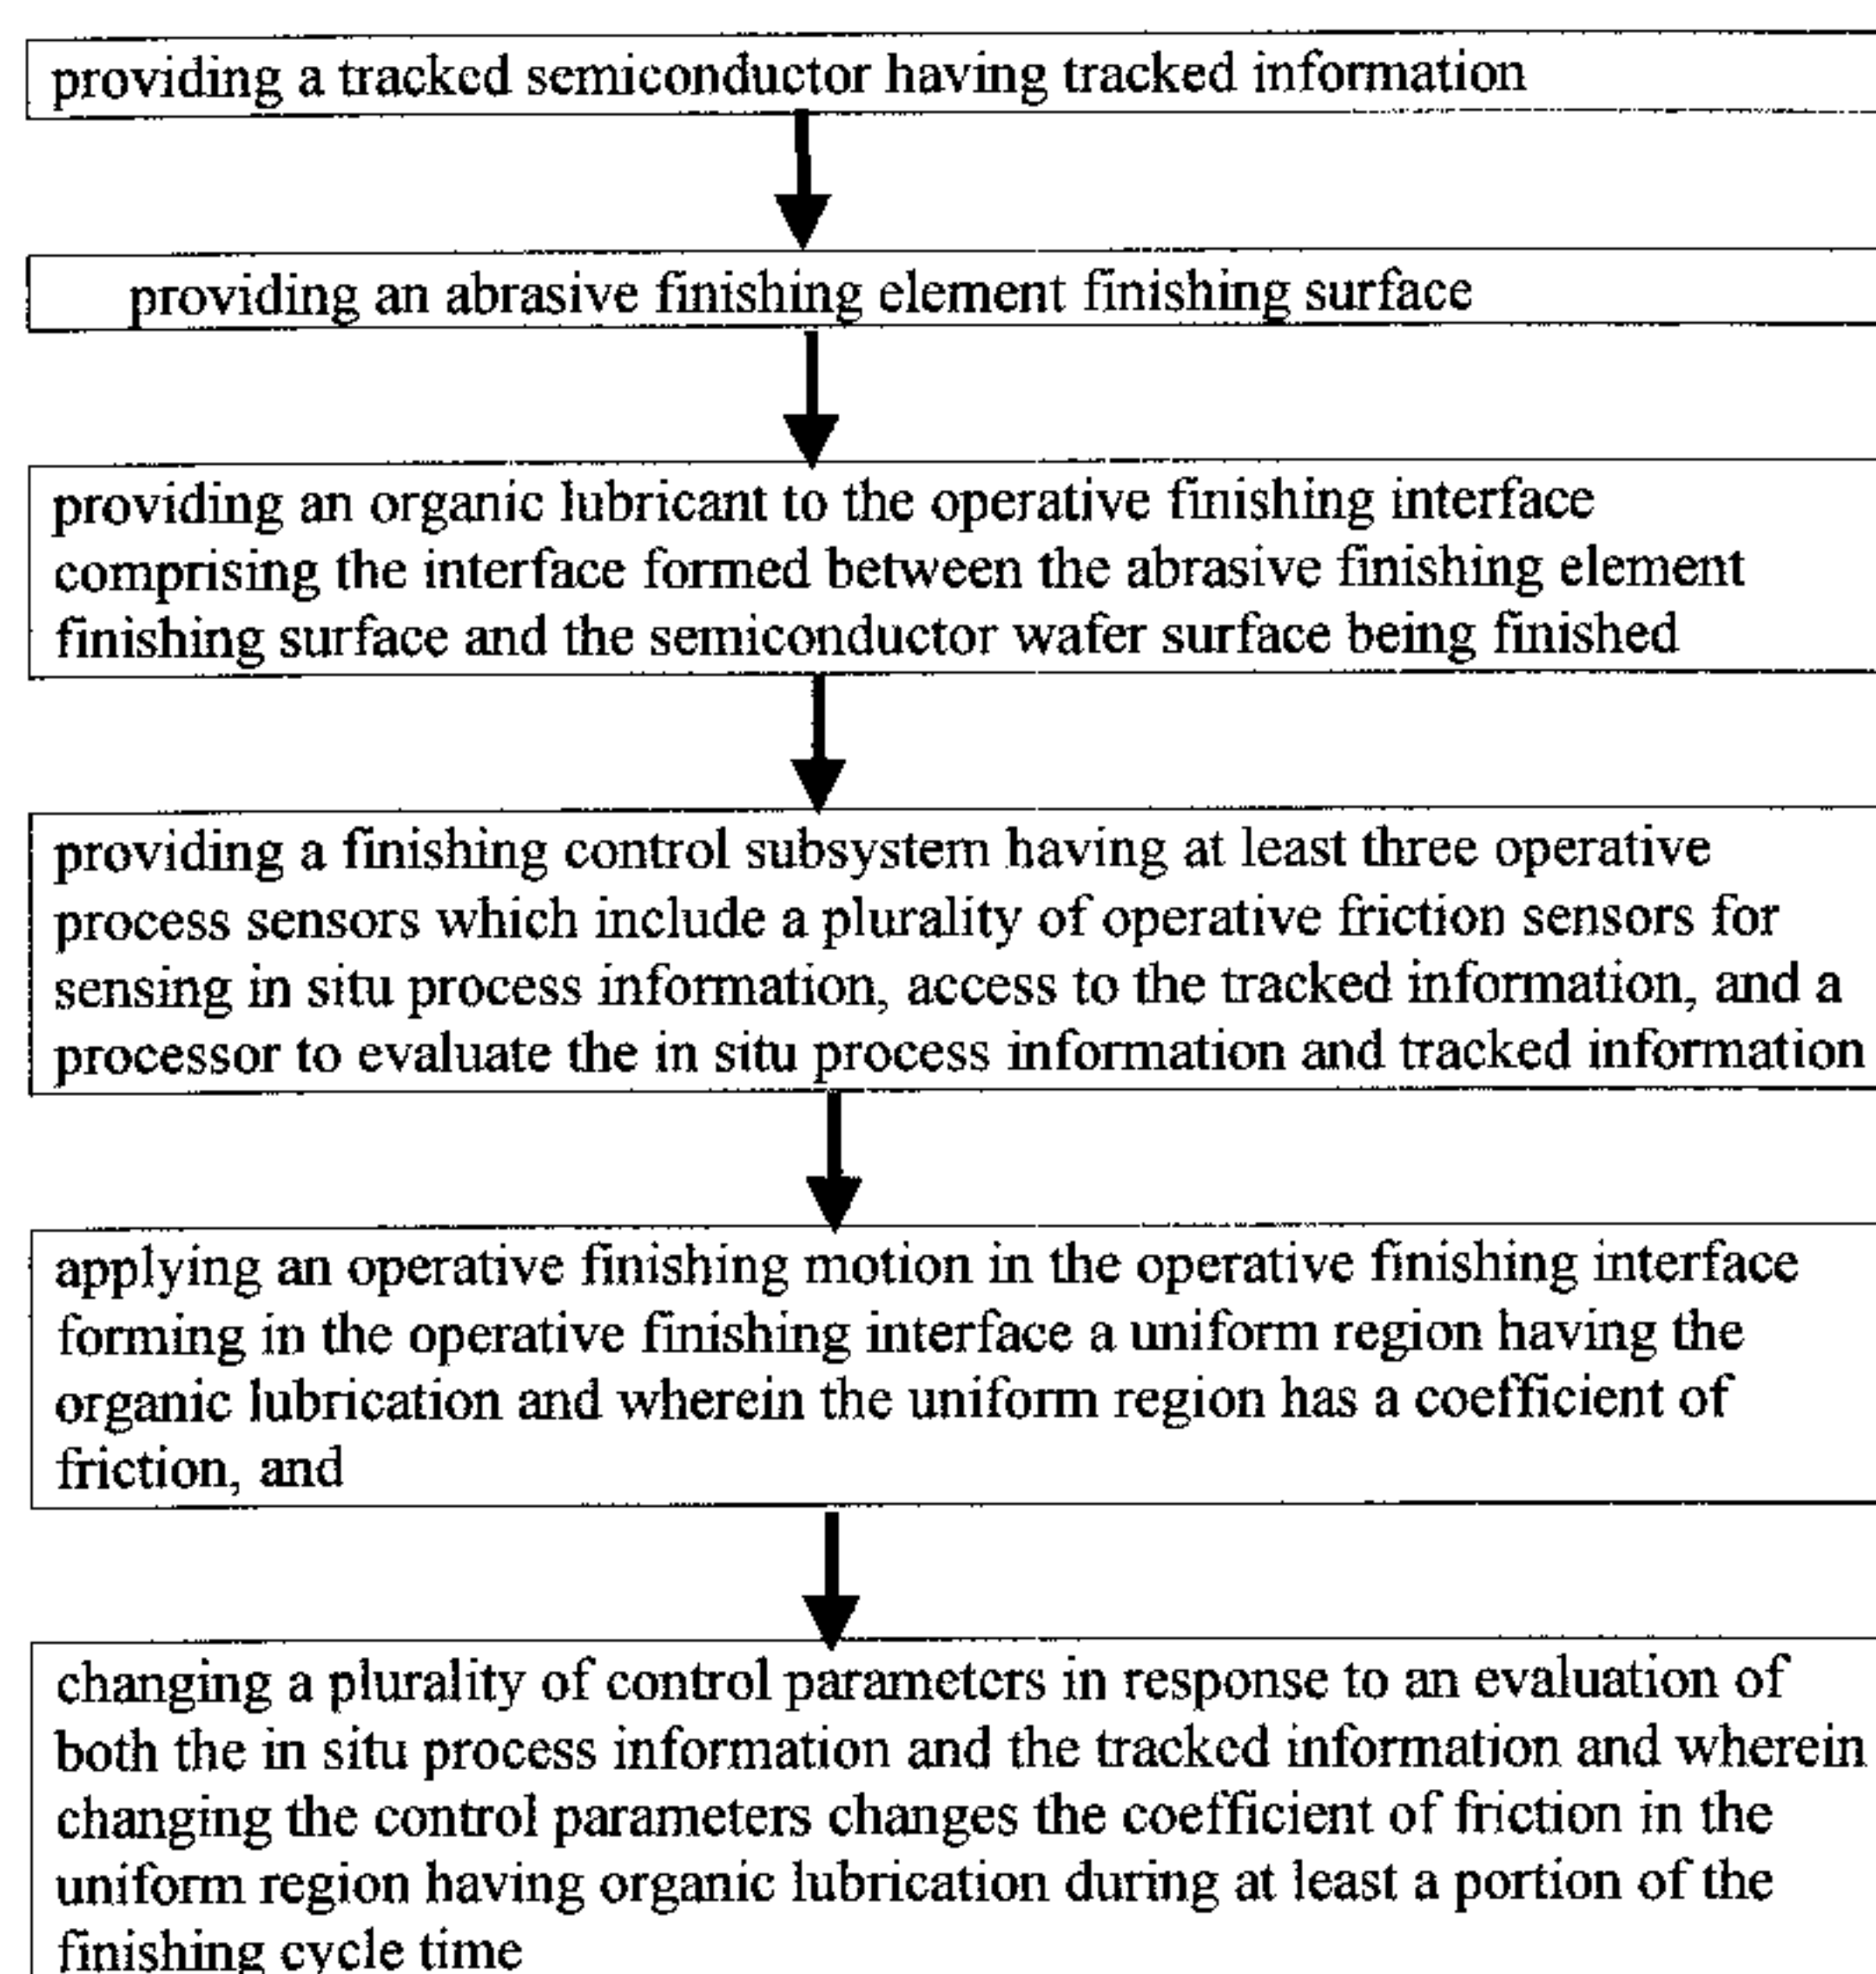 providing a tracked semiconductor having tracked information
providing an abrasive finishing element finishing surface
providing an organic lubricant to the operative finishing interface
comprising the interface formed between the abrasive finishing element
finishing surface and the semiconductor wafer surface being finished
providing a finishing control subsystem having at least three operative
process sensors which include a plurality of operative friction sensors for
sensing in situ process information, access to the tracked information, and a
processor to evaluate the in situ process information and tracked information
applying an operative finishing motion in the operative finishing interface
forming in the operative finishing interface a uniform region having the
organic lubrication and wherein the uniform region has a coefficient of
friction, and
changing a plurality of control parameters in response to an evaluation of
both the in situ process information and the tracked information and wherein
changing the control parameters changes the coefficient of friction in the
uniform region having organic lubrication during at least a portion of the
finishing cycle time